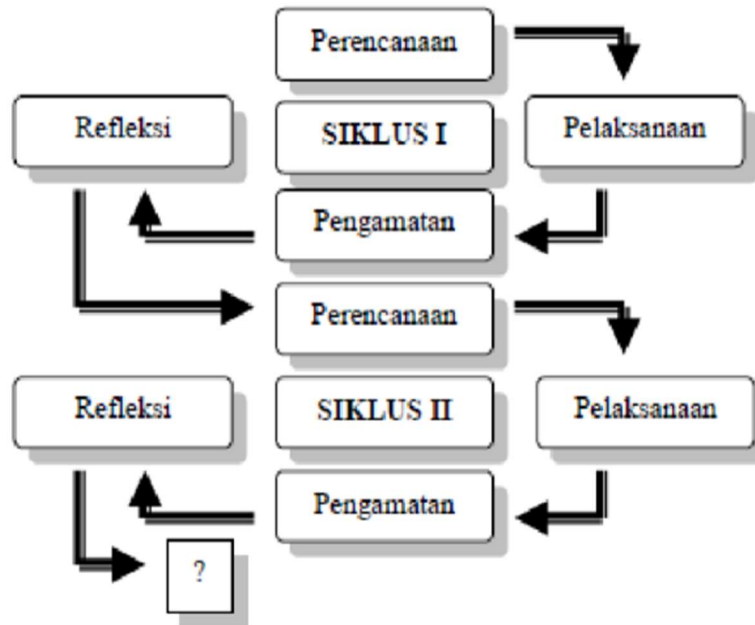 Perencanaan
Refleksi
SIKLUS I
Pelaksanaan
Pengamatan
Perencanaan
Refleksi
SIKLUS II
Pelaksanaan
Pengamatan
?